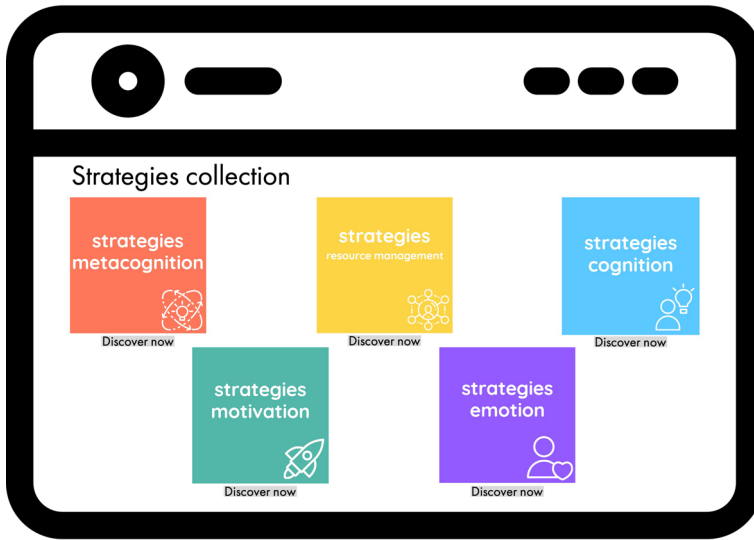 Strategies collection
strategies
metacognition
Discover now
strategies
resource management
Discover now
strategies
cognition
Discover now
strategies
motivation
Discover now
strategies
emotion
Discover now